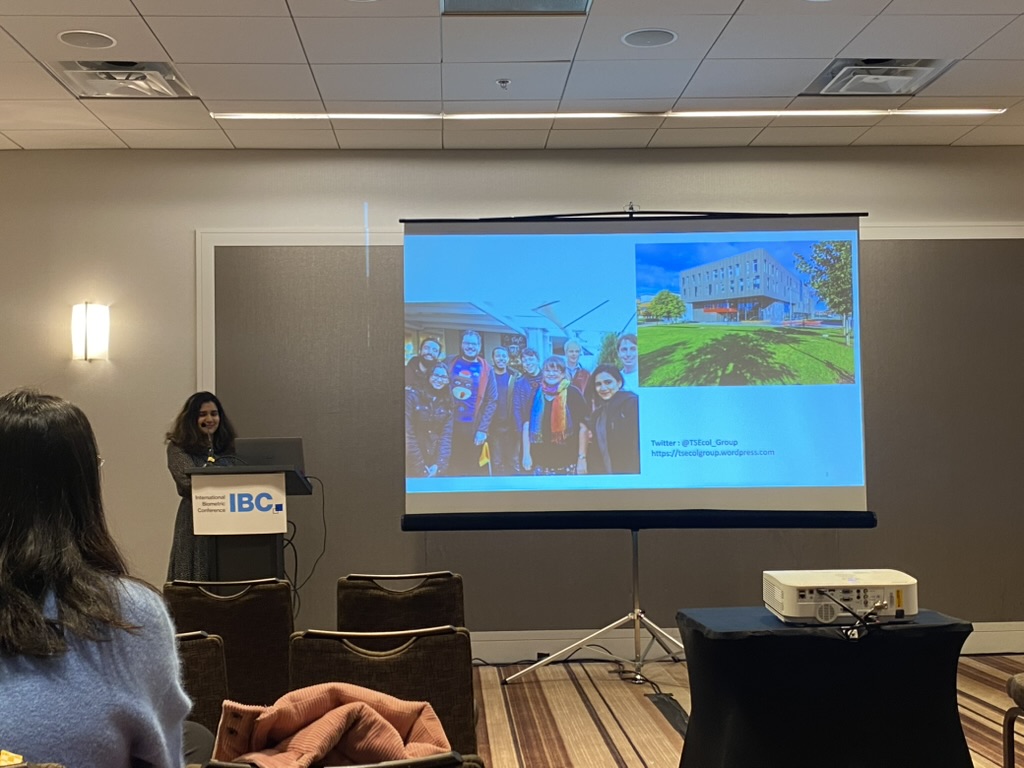 International
Biometric
Conference
IBC
Twitter : @TSEcol_Group
https://tsecolgroup.wordpress.com